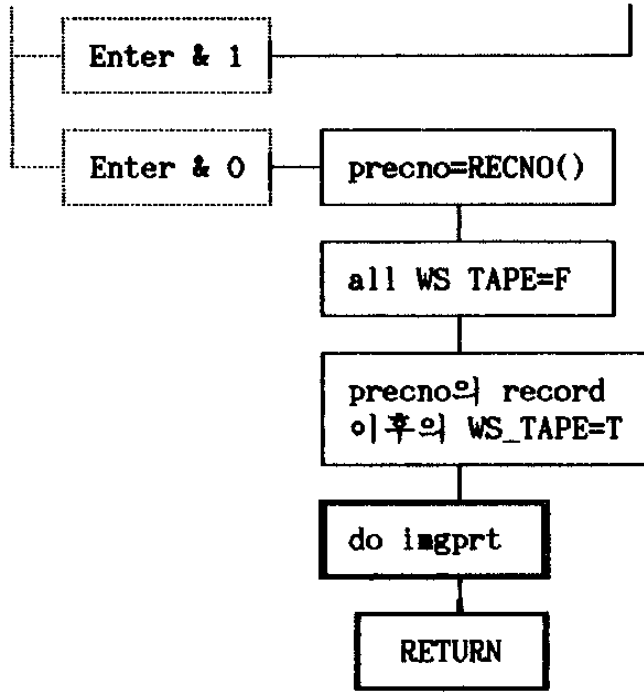 Enter & 1
Enter & 0
precno=RECNO()
all WS TAPE=F
precno의 record
이후의 WS_TAPE=T
do imgprt
RETURN